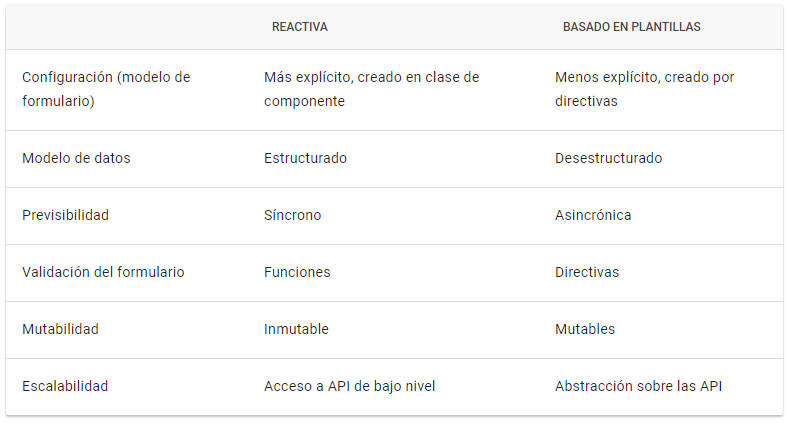 REACTIVA BASADO EN PLANTILLAS
Configuración (modelo de formulario) Más explícito, creado en clase de componente Menos explícito, creado por directivas
Modelo de datos Estructurado Desestructurado
Previsibilidad Síncrono Asincrónica
Validación del formulario Funciones Directivas
Mutabilidad Inmutable Mutables
Escalabilidad Acceso a API de bajo nivel Abstracción sobre las API